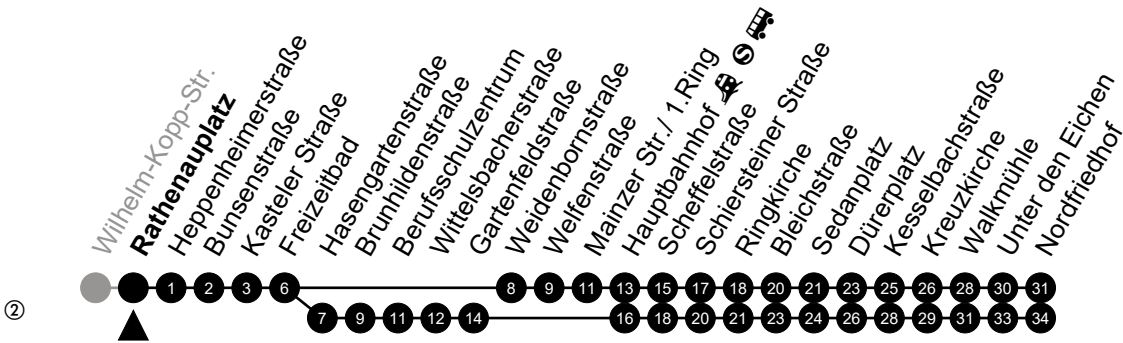 Wilhelm-Kopp-Str.
Rathenauplatz
Heppenheimerstraße
Bunsenstraße
Kasteler Straße
Freizeitbad
Hasengartenstraße
Brunhildenstraße
Berufsschulzentrum
Wittelsbacherstraße
Gartenfeldstraße
Weidenbornstraße
Welfenstraße
Mainzer Str./ 1.Ring
Hauptbahnhof S
Scheffelstraße
Schiersteiner Straße
Ringkirche
Bleichstraße
Sedanplatz
Dürerplatz
Kesselbachstraße
Kreuzkirche
Walkmühle
Unter den Eichen
Nordfriedhof
1 2 3 6 8 9 11 13 15 17 18 20 21 23 25 26 28 30 31
② 7 9 11 12 14 16 18 20 21 23 24 26 28 29 31 33 34